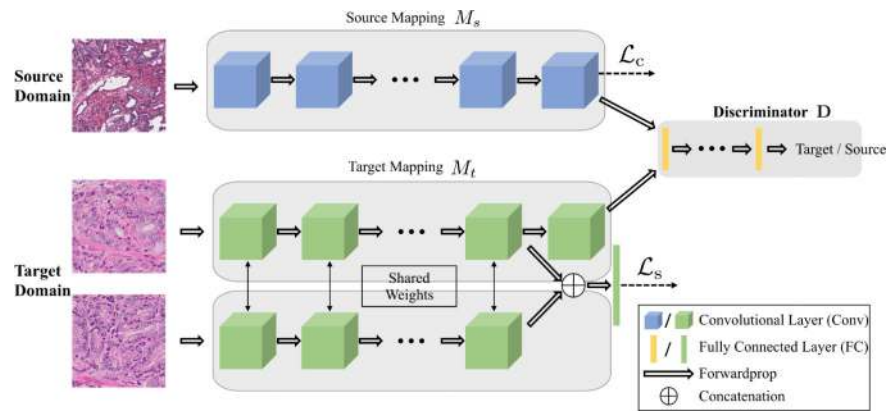 Source Mapping M_s
Source
Domain
ℒ_c
Discriminator D
Target / Source
Target Mapping M_t
Target
Domain
Shared
Weights
ℒ_s
/ Convolutional Layer (Conv)
/ Fully Connected Layer (FC)
Forwardprop
Concatenation